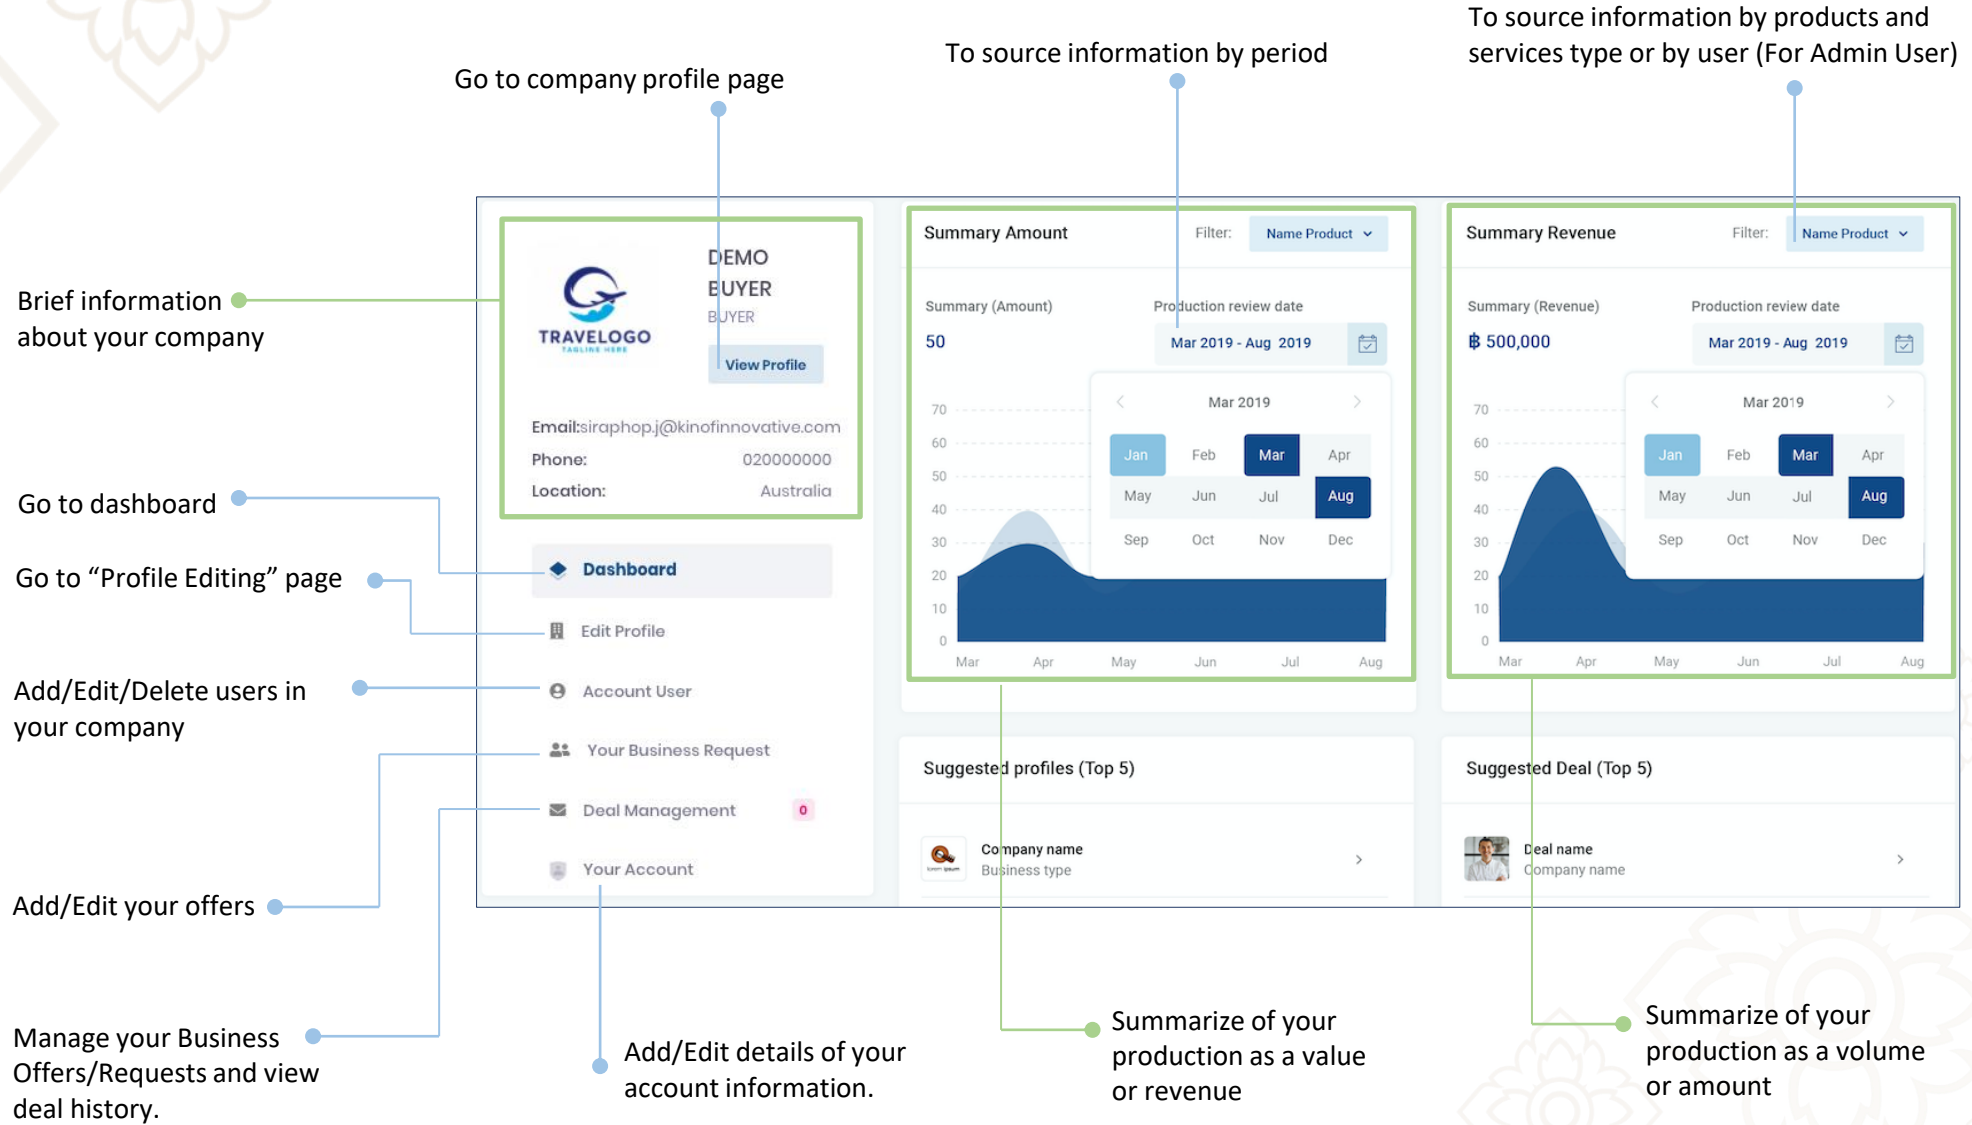 To source information by products and
services type or by user (For Admin User)
To source information by period
Go to company profile page
Brief information
about your company
Go to dashboard
Go to “Profile Editing” page
Add/Edit/Delete users in
your company
Add/Edit your offers
Manage your Business
Offers/Requests and view
deal history.
TRAVELOGO
TAGLINE HERE
DEMO
BUYER
BUYER
View Profile
Email:siraphop.j@kinofinnovative.com
Phone: 020000000
Location: Australia
Dashboard
Edit Profile
Account User
Your Business Request
Deal Management 0
Your Account
Summary Amount Filter: Name Product
Summary (Amount) Production review date
50 Mar 2019 - Aug 2019
Mar 2019
Jan Feb Mar Apr
May Jun Jul Aug
Sep Oct Nov Dec
70
60
50
40
30
20
10
0
Mar Apr May Jun Jul Aug
Summary Revenue Filter: Name Product
Summary (Revenue) Production review date
฿ 500,000 Mar 2019 - Aug 2019
Mar 2019
Jan Feb Mar Apr
May Jun Jul Aug
Sep Oct Nov Dec
70
60
50
40
30
20
10
0
Mar Apr May Jun Jul Aug
Suggested profiles (Top 5)
lorem ipsum
Company name
Business type
Suggested Deal (Top 5)
Deal name
Company name
Add/Edit details of your
account information.
Summarize of your
production as a value
or revenue
Summarize of your
production as a volume
or amount